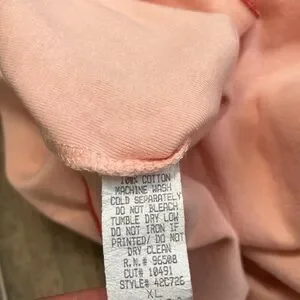 100% COTTON
MACHINE WASH
COLD SEPARATELY
DO NOT BLEACH
TUMBLE DRY LOW
DO NOT IRON IF
PRINTED/ DO NOT
DRY CLEAN
R.N.# 96508
CUT# 10491
STYLE# 42C726
XL